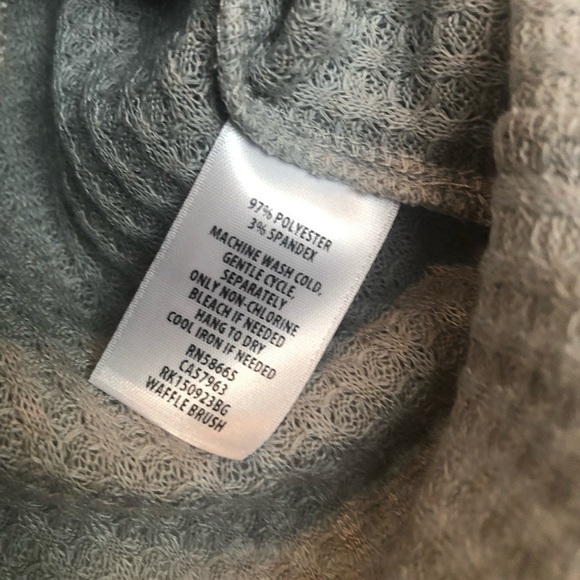 97% POLYESTER
3% SPANDEX
MACHINE WASH COLD,
GENTLE CYCLE,
SEPARATELY
ONLY NON-CHLORINE
BLEACH IF NEEDED
HANG TO DRY
COOL IRON IF NEEDED
RN58665
CA57963
RK150923BG
WAFFLE BRUSH